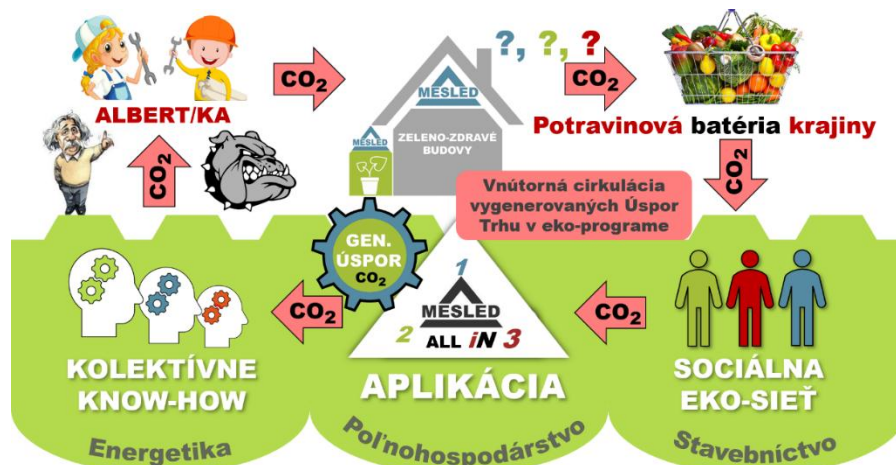 ?, ?, ?
CO2
CO2
MESLED
ALBERT/KA
MESLED
ZELENO-ZDRAVÉ
BUDOVY
Potravinová batéria krajiny
CO2
CO2
Vnútorná cirkulácia
vygenerovaných Úspor
Trhu v eko-programe
GEN.
ÚSPOR
CO2
1
MESLED
2 ALL iN 3
CO2
CO2
KOLEKTÍVNE
KNOW-HOW
APLIKÁCIA
SOCIÁLNA
EKO-SIEŤ
Energetika
Poľnohospodárstvo
Stavebníctvo